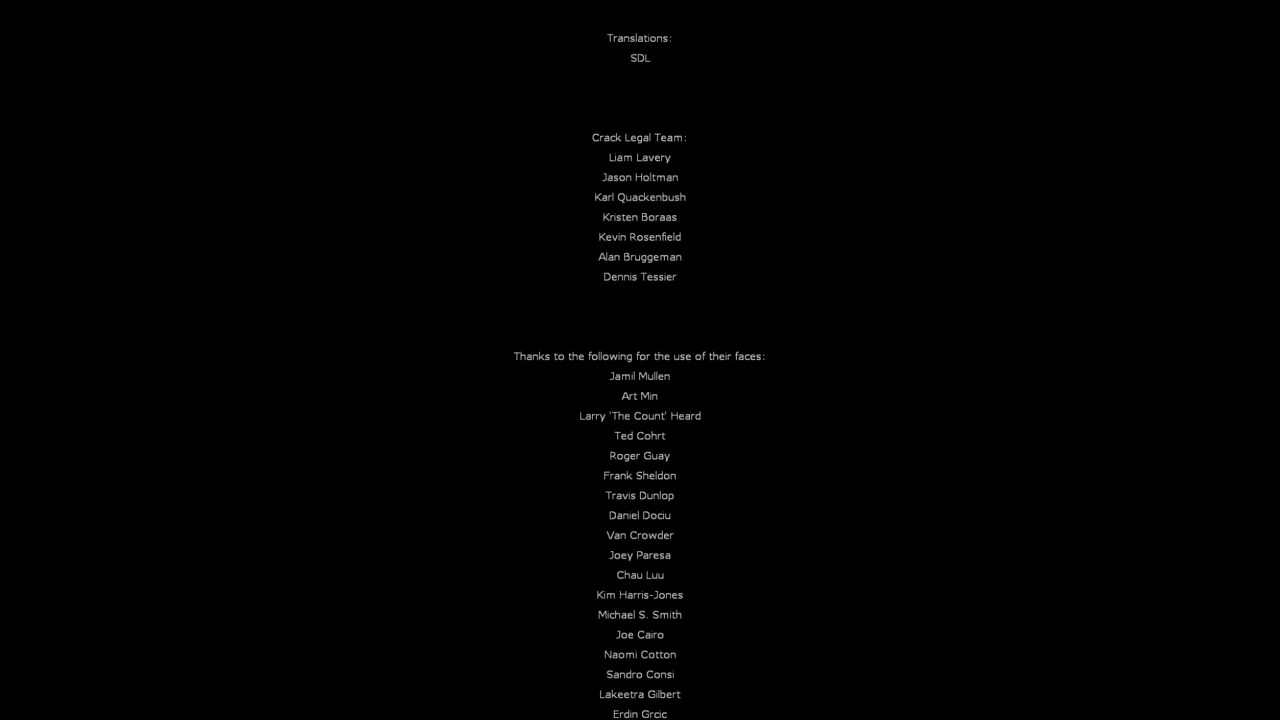 Translations:
SDL
Crack Legal Team:
Liam Lavery
Jason Holtman
Karl Quackenbush
Kristen Boraas
Kevin Rosenfield
Alan Bruggeman
Dennis Tessier
Thanks to the following for the use of their faces:
Jamil Mullen
Art Min
Larry 'The Count' Heard
Ted Cohrt
Roger Guay
Frank Sheldon
Travis Dunlop
Daniel Dociu
Van Crowder
Joey Paresa
Chau Luu
Kim Harris-Jones
Michael S. Smith
Joe Cairo
Naomi Cotton
Sandro Consi
Lakeetra Gilbert
Erdin Grcic